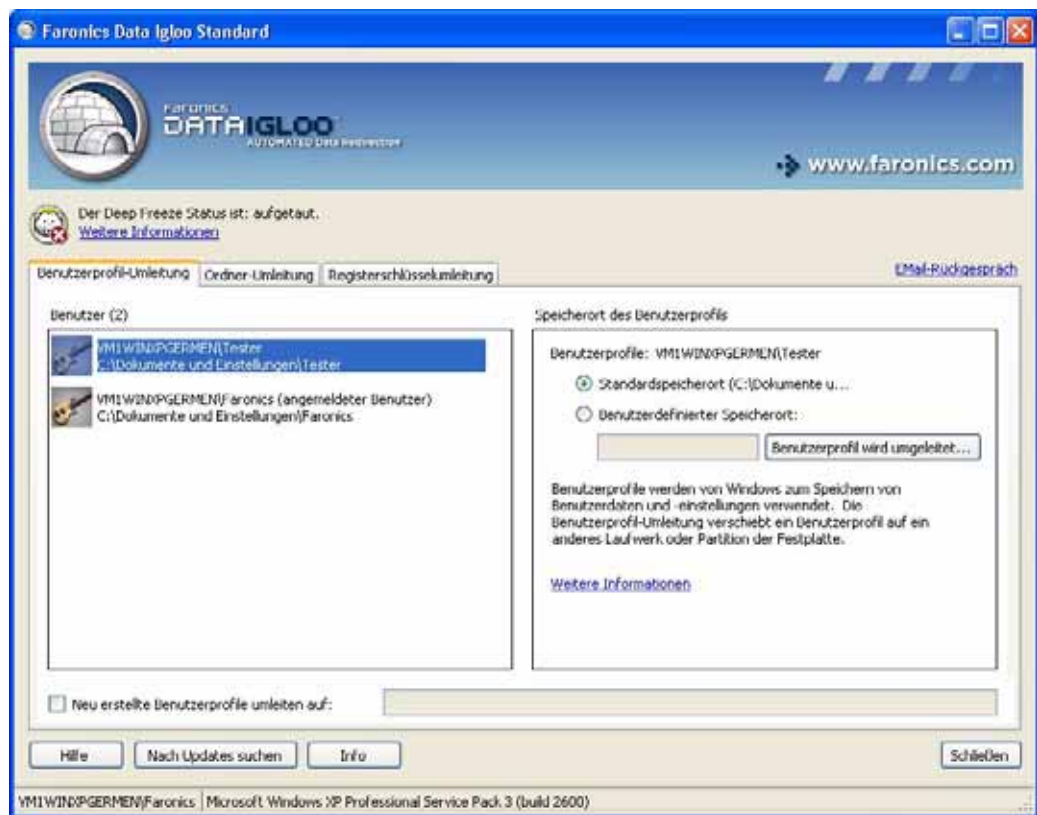 Faronics Data Igloo Standard
Faronics
DATA IGLOO
AUTOMATED Data Redirection
www.faronics.com
Der Deep Freeze Status ist: aufgetaut.
Weitere Informationen
Benutzerprofil-Umleitung Ordner-Umleitung Registerschlüsselumleitung
EMail-Rückgespräch
Benutzer (2)
VM1WINXPGERMEN\Tester
C:\Dokumente und Einstellungen\Tester
VM1WINXPGERMEN\Faronics (angemeldeter Benutzer)
C:\Dokumente und Einstellungen\Faronics
Speicherort des Benutzerprofils
Benutzerprofile: VM1WINXPGERMEN\Tester
Standardspeicherort (C:\Dokumente u...
Benutzerdefinierter Speicherort:
Benutzerprofil wird umgeleitet...
Benutzerprofile werden von Windows zum Speichern von
Benutzerdaten und -einstellungen verwendet. Die
Benutzerprofil-Umleitung verschiebt ein Benutzerprofil auf ein
anderes Laufwerk oder Partition der Festplatte.
Weitere Informationen
Neu erstellte Benutzerprofile umleiten auf:
Hilfe Nach Updates suchen Info Schließen
VM1WINXPGERMEN\Faronics Microsoft Windows XP Professional Service Pack 3 (build 2600)